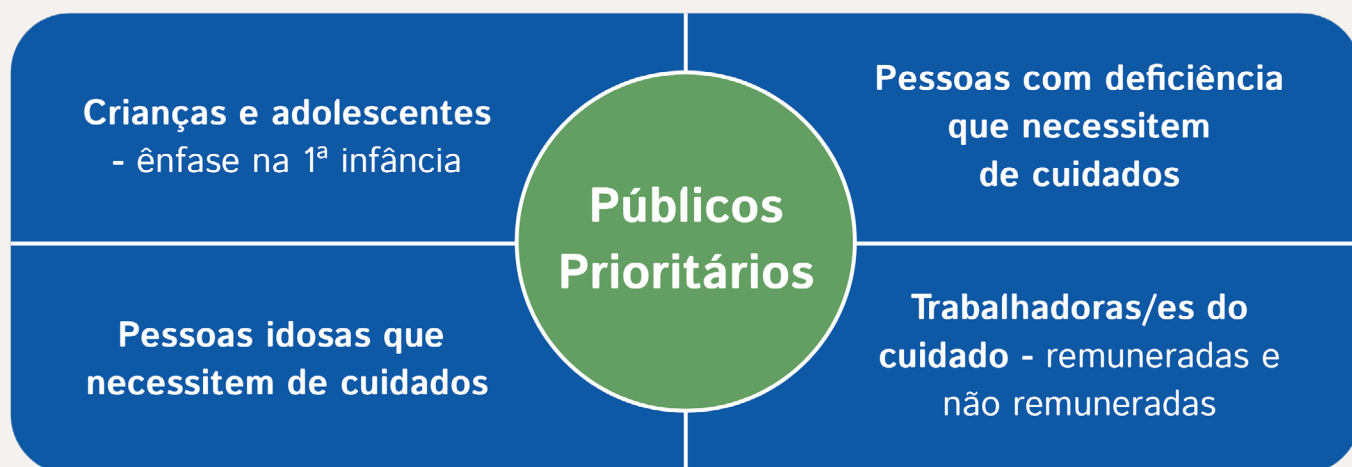 Crianças e adolescentes
- ênfase na 1ª infância
Pessoas com deficiência
que necessitem
de cuidados
Públicos
Prioritários
Pessoas idosas que
necessitem de cuidados
Trabalhadoras/es do
cuidado - remuneradas e
não remuneradas